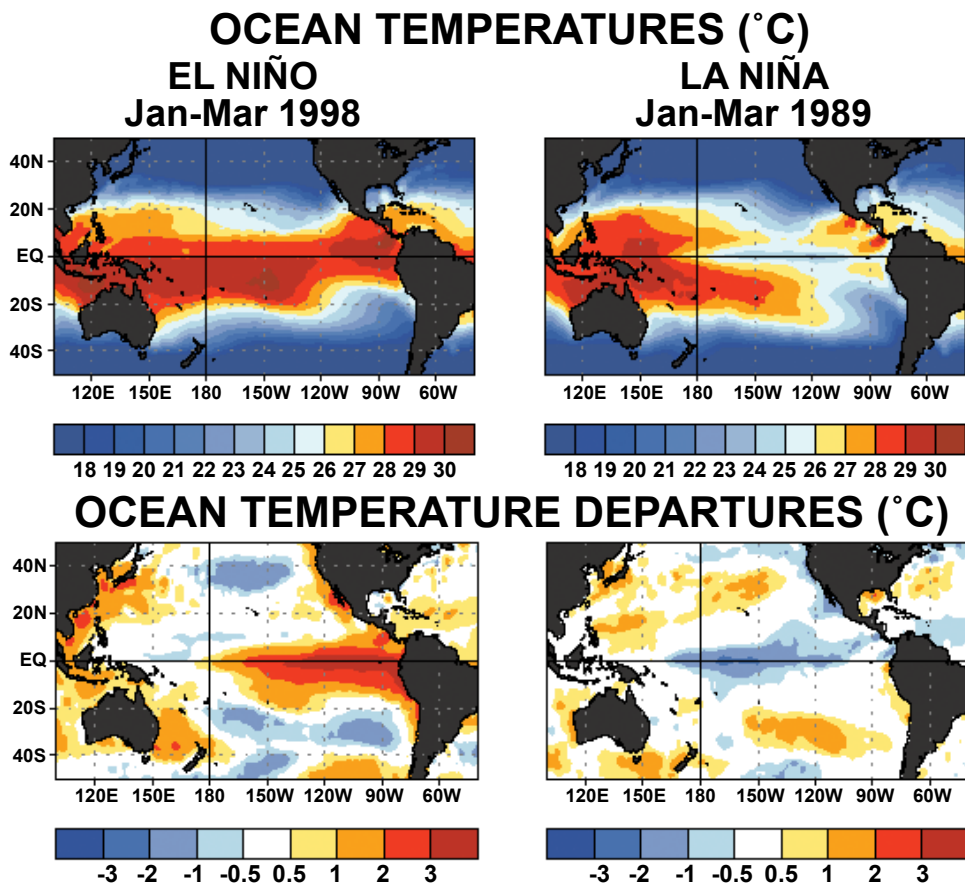 OCEAN TEMPERATURES (˚C)
EL NIÑO
Jan-Mar 1998
LA NIÑA
Jan-Mar 1989
40N
20N
EQ
20S
40S
120E 150E 180 150W 120W 90W 60W
40N
20N
EQ
20S
40S
120E 150E 180 150W 120W 90W 60W
18 19 20 21 22 23 24 25 26 27 28 29 30
18 19 20 21 22 23 24 25 26 27 28 29 30
OCEAN TEMPERATURE DEPARTURES (˚C)
40N
20N
EQ
20S
40S
120E 150E 180 150W 120W 90W 60W
40N
20N
EQ
20S
40S
120E 150E 180 150W 120W 90W 60W
-3 -2 -1 -0.5 0.5 1 2 3
-3 -2 -1 -0.5 0.5 1 2 3